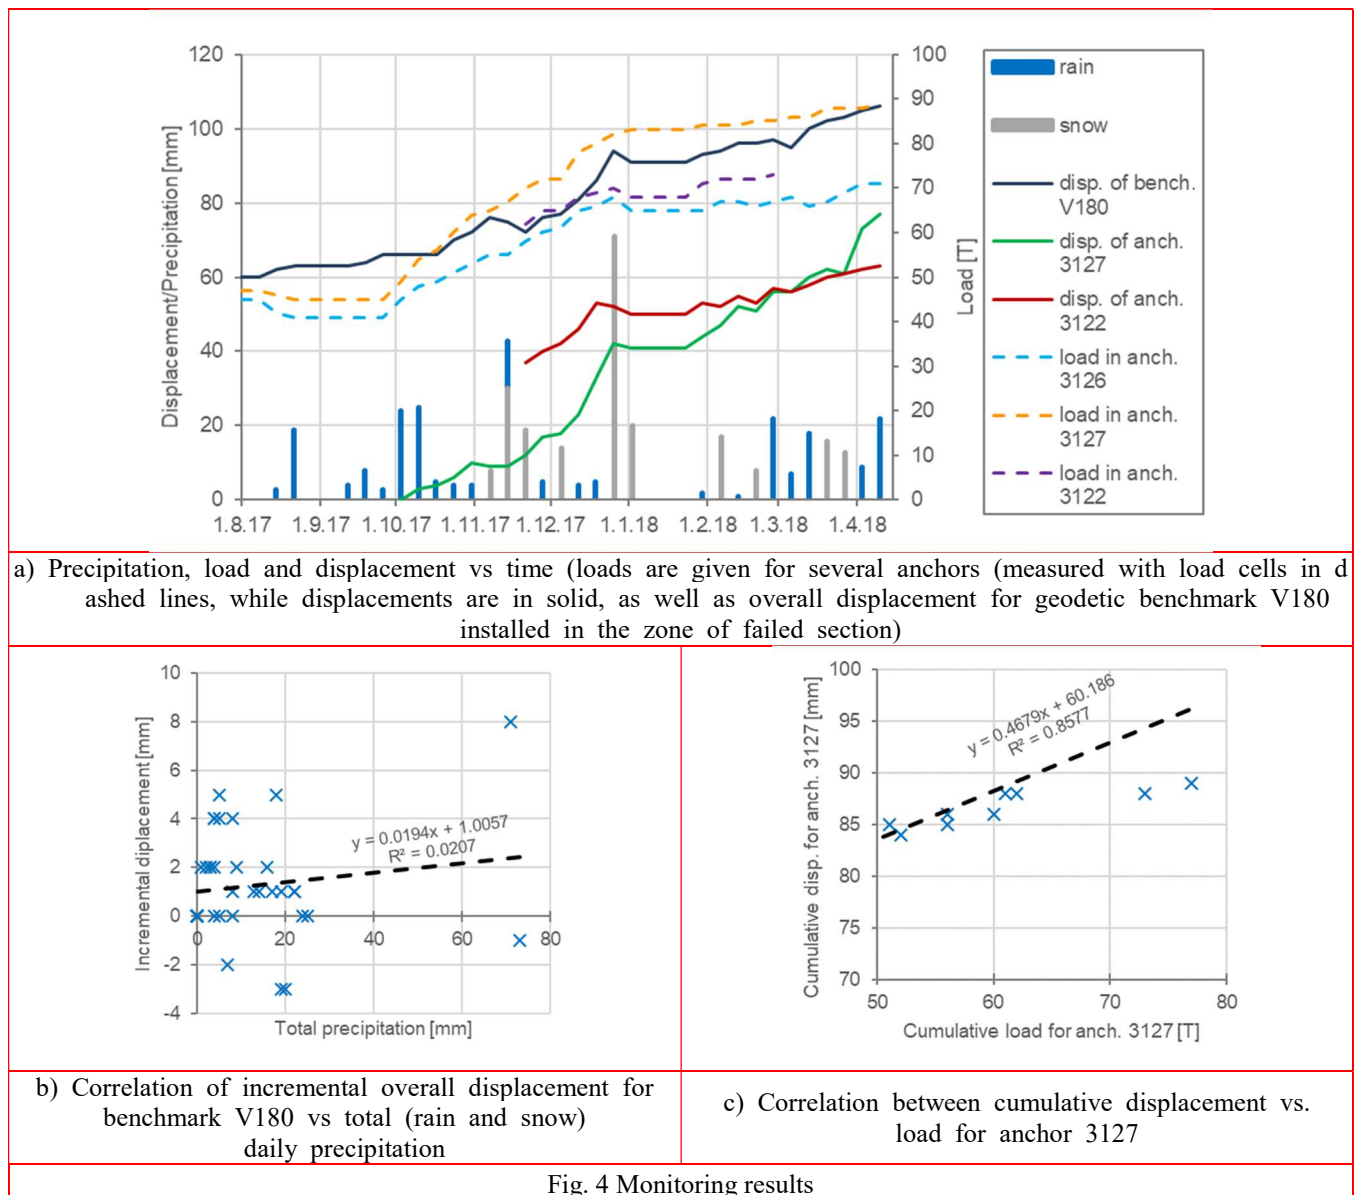 120
100
80
60
40
20
0
Displacement/Precipitation [mm]
100
90
80
70
60
50
40
30
20
10
0
Load [T]
1.8.17 1.9.17 1.10.17 1.11.17 1.12.17 1.1.18 1.2.18 1.3.18 1.4.18
rain
snow
disp. of bench.
V180
disp. of anch.
3127
disp. of anch.
3122
load in anch.
3126
load in anch.
3127
load in anch.
3122
a) Precipitation, load and displacement vs time (loads are given for several anchors (measured with load cells in d
ashed lines, while displacements are in solid, as well as overall displacement for geodetic benchmark V180
installed in the zone of failed section)
10
8
6
4
2
0
-2
-4
Incremental diplacement [mm]
y = 0.0194x + 1.0057
R² = 0.0207
0 20 40 60 80
Total precipitation [mm]
100
95
90
85
80
75
70
Cumulative disp. for anch. 3127 [mm]
y = 0.4679x + 60.186
R² = 0.8577
50 60 70 80
Cumulative load for anch. 3127 [T]
b) Correlation of incremental overall displacement for
benchmark V180 vs total (rain and snow)
daily precipitation
c) Correlation between cumulative displacement vs.
load for anchor 3127
Fig. 4 Monitoring results